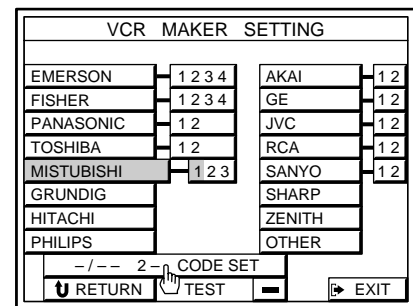 VCR MAKER SETTING
EMERSON 1 2 3 4 AKAI 1 2
FISHER 1 2 3 4 GE 1 2
PANASONIC 1 2 JVC 1 2
TOSHIBA 1 2 RCA 1 2
MISTUBISHI 1 2 3 SANYO 1 2
GRUNDIG SHARP
HITACHI ZENITH
PHILIPS OTHER
– / – – 2 – CODE SET
RETURN TEST EXIT